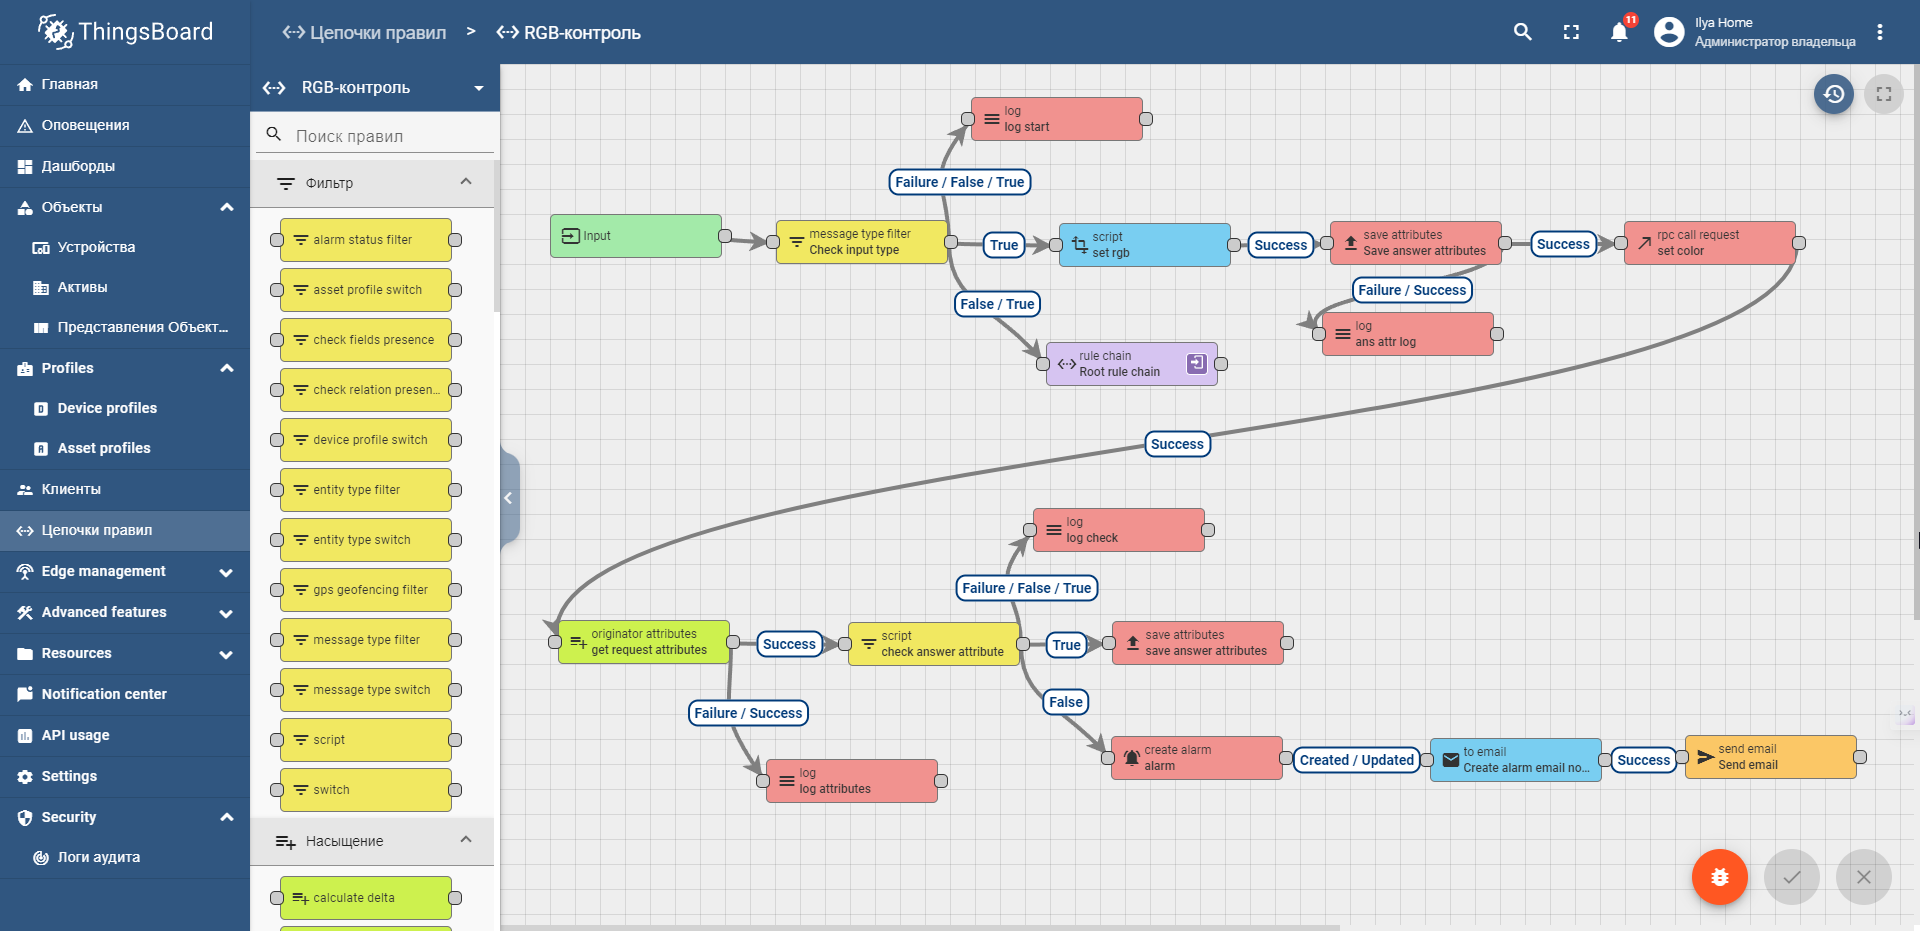 ThingsBoard
Цепочки правил > RGB-контроль
11
Ilya Home
Администратор владельца
Главная
Оповещения
Дашборды
Объекты
Устройства
Активы
Представления Объект...
Profiles
Device profiles
Asset profiles
Клиенты
Цепочки правил
Edge management
Advanced features
Resources
Notification center
API usage
Settings
Security
Логи аудита
RGB-контроль
Поиск правил
Фильтр
alarm status filter
asset profile switch
check fields presence
check relation presen...
device profile switch
entity type filter
entity type switch
gps geofencing filter
message type filter
message type switch
script
switch
Насыщение
calculate delta
log
log start
Failure / False / True
Input
message type filter
Check input type
True
script
set rgb
Success
save attributes
Save answer attributes
Success
rpc call request
set color
False / True
Failure / Success
log
ans attr log
rule chain
Root rule chain
Success
log
log check
Failure / False / True
originator attributes
get request attributes
Success
script
check answer attribute
True
save attributes
save answer attributes
Failure / Success
False
log
log attributes
create alarm
alarm
Created / Updated
to email
Create alarm email no...
Success
send email
Send email